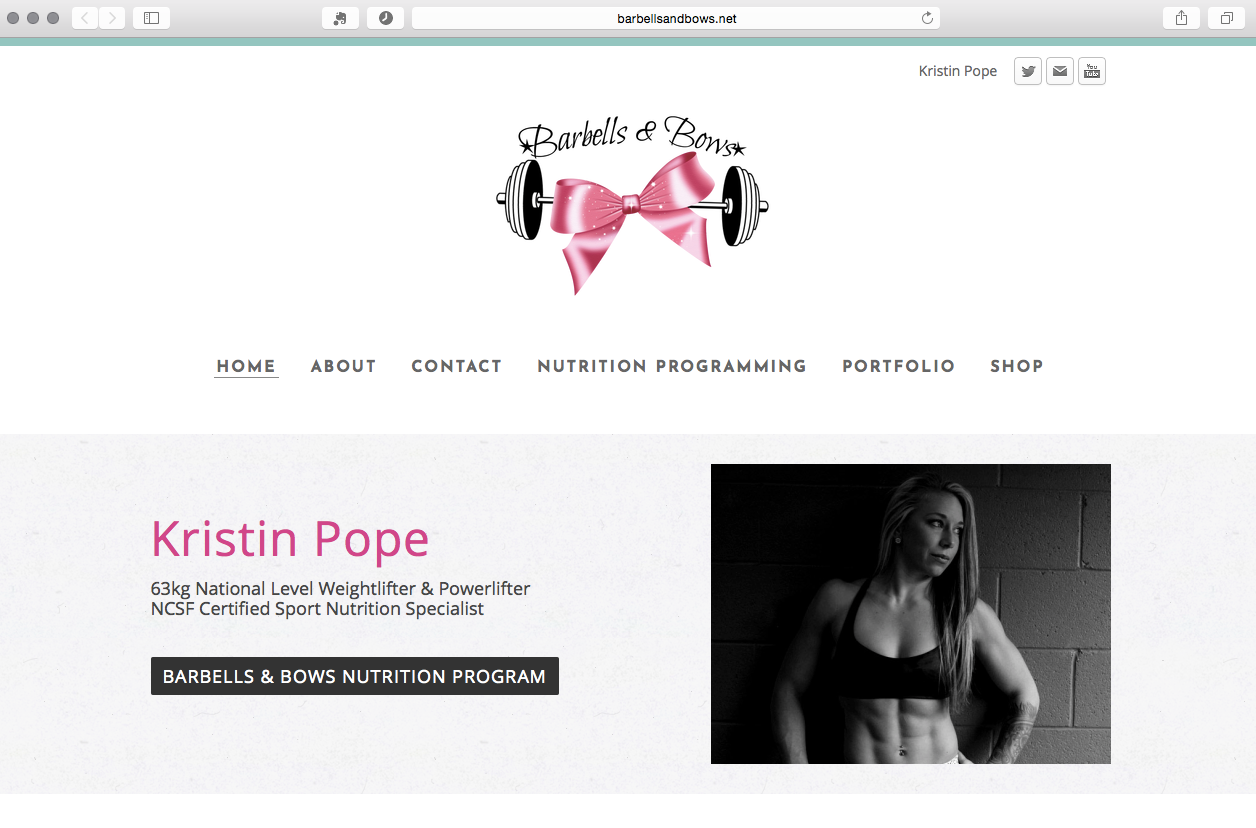 barbellsandbows.net
Kristin Pope
You
Tube
Barbells & Bows
HOME ABOUT CONTACT NUTRITION PROGRAMMING PORTFOLIO SHOP
Kristin Pope
63kg National Level Weightlifter & Powerlifter
NCSF Certified Sport Nutrition Specialist
BARBELLS & BOWS NUTRITION PROGRAM